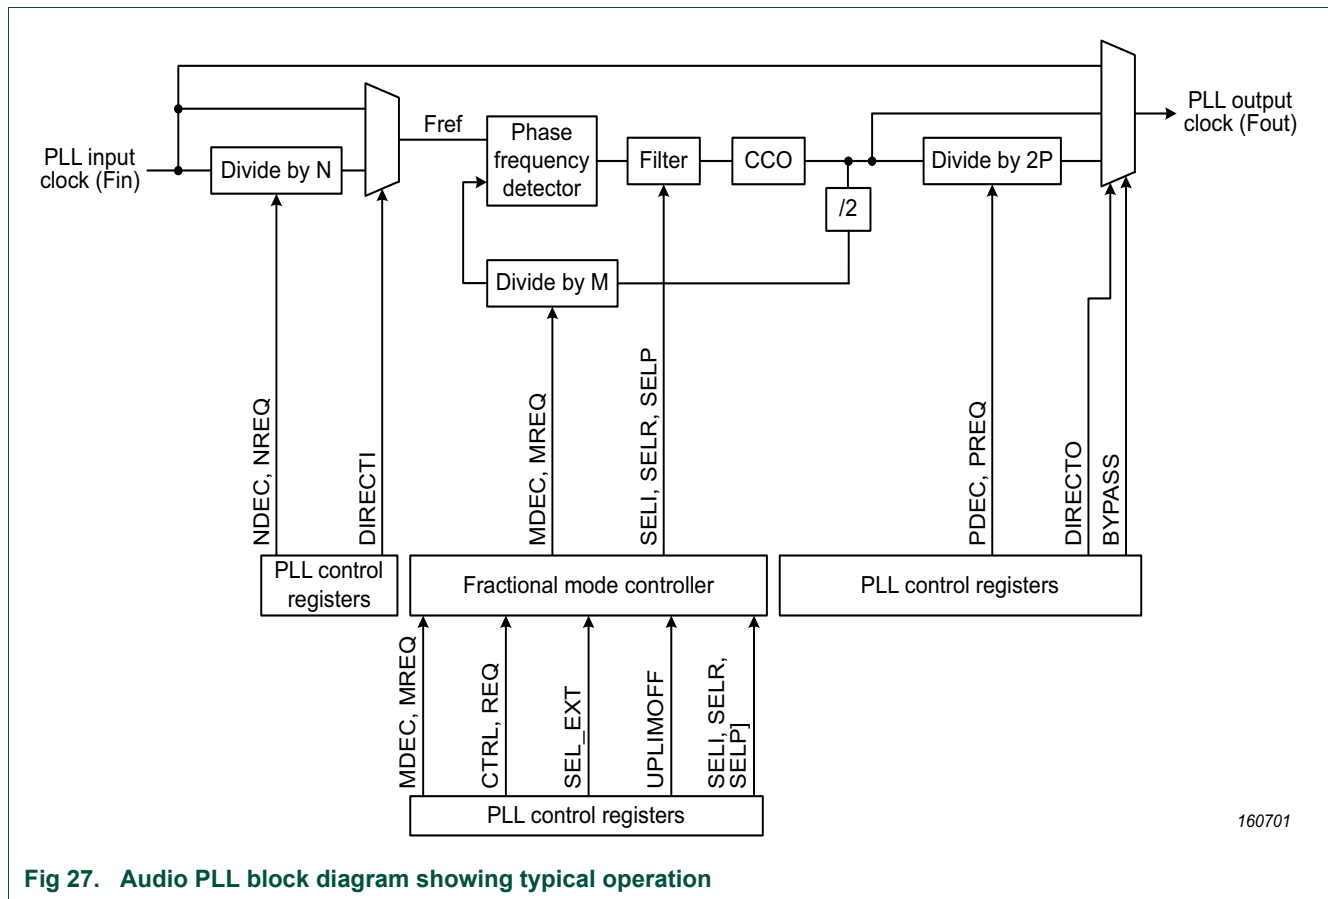 PLL input
clock (Fin)
Divide by N
Fref
Phase
frequency
detector
Filter
CCO
/2
Divide by 2P
PLL output
clock (Fout)
Divide by M
NDEC, NREQ
DIRECTI
MDEC, MREQ
SELI, SELR, SELP
PDEC, PREQ
DIRECTO
BYPASS
PLL control
registers
Fractional mode controller
PLL control registers
MDEC, MREQ
CTRL, REQ
SEL_EXT
UPLIMOFF
SELI, SELR,
SELP]
PLL control registers
160701
Fig 27. Audio PLL block diagram showing typical operation